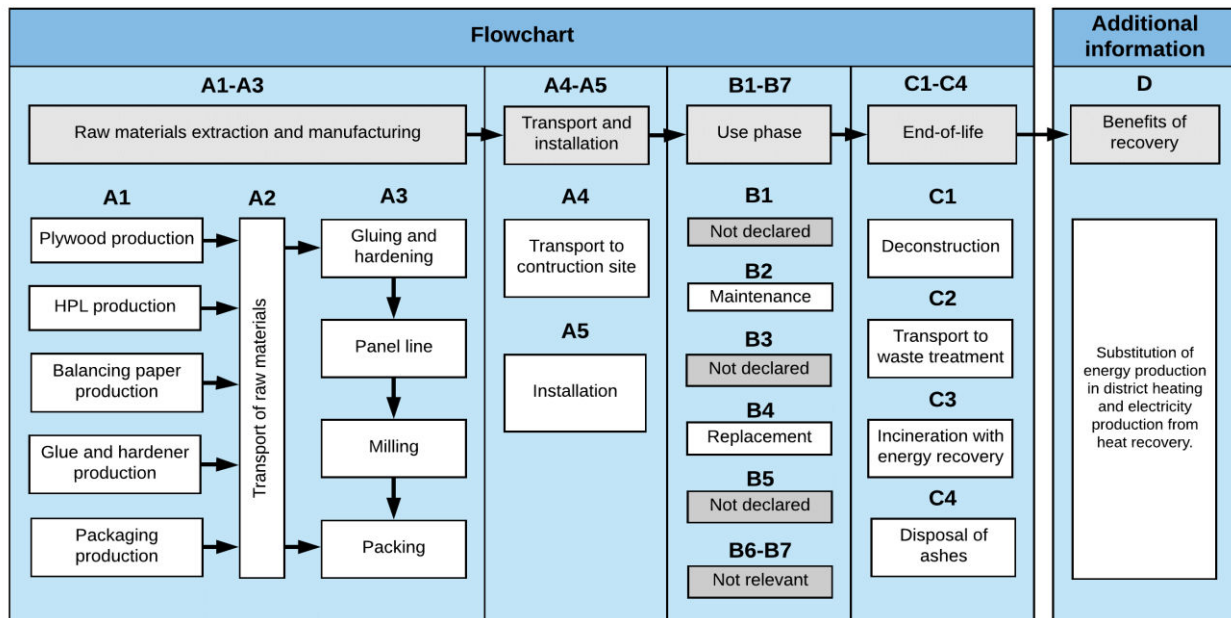 Flowchart
Additional
information
A1-A3
A4-A5
B1-B7
C1-C4
D
Raw materials extraction and manufacturing
Transport and
installation
Use phase
End-of-life
Benefits of
recovery
A1
Plywood production
HPL production
Balancing paper
production
Glue and hardener
production
Packaging
production
A2
Transport of raw materials
A3
Gluing and
hardening
Panel line
Milling
Packing
A4
Transport to
contruction site
A5
Installation
B1
Not declared
B2
Maintenance
B3
Not declared
B4
Replacement
B5
Not declared
B6-B7
Not relevant
C1
Deconstruction
C2
Transport to
waste treatment
C3
Incineration with
energy recovery
C4
Disposal of
ashes
Substitution of
energy production
in district heating
and electricity
production from
heat recovery.